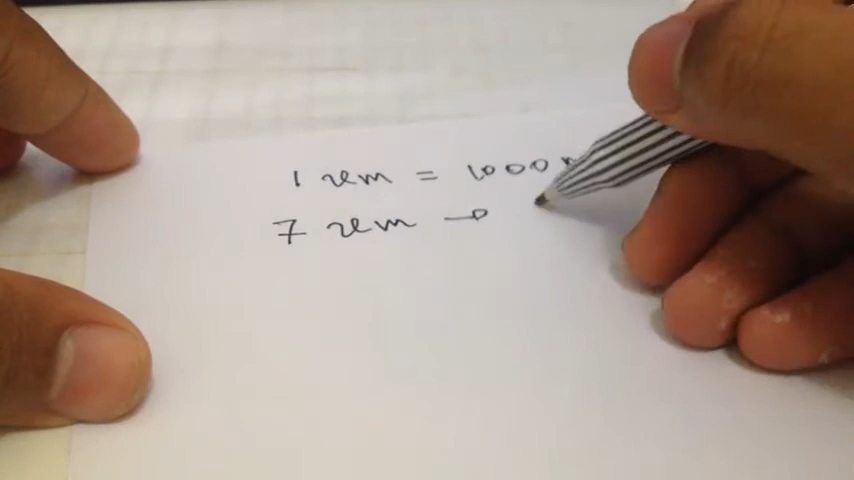 1 rem = 1000
7 rem →